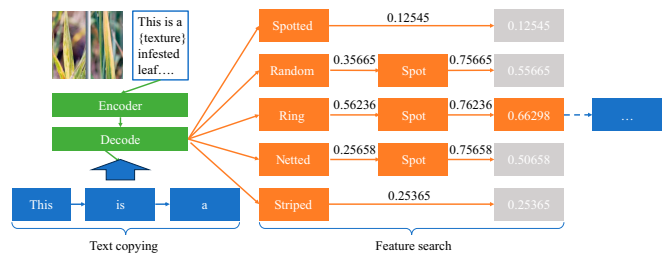 This is a
{texture}
infested
leaf….
Encoder
Decode
This
is
a
Text copying
Spotted
0.12545
0.12545
Random
0.35665
Spot
0.75665
0.55665
Ring
0.56236
Spot
0.76236
0.66298
...
Netted
0.25658
Spot
0.75658
0.50658
Striped
0.25365
0.25365
Feature search